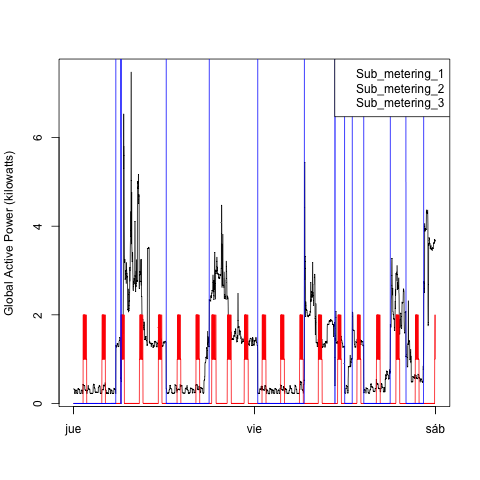 Sub_metering_1
Sub_metering_2
Sub_metering_3
Global Active Power (kilowatts)
6
4
2
0
jue
vie
sáb